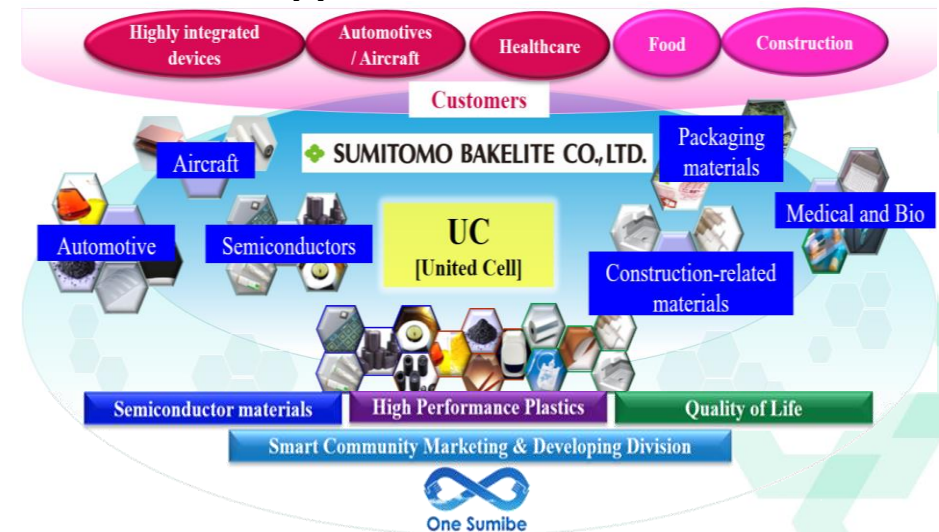 Highly integrated
devices
Automotives
/ Aircraft
Healthcare
Food
Construction
Customers
SUMITOMO BAKELITE CO., LTD.
Packaging
materials
Aircraft
Medical and Bio
Automotive
Semiconductors
UC
[United Cell]
Construction-related
materials
Semiconductor materials
High Performance Plastics
Quality of Life
Smart Community Marketing & Developing Division
One Sumibe